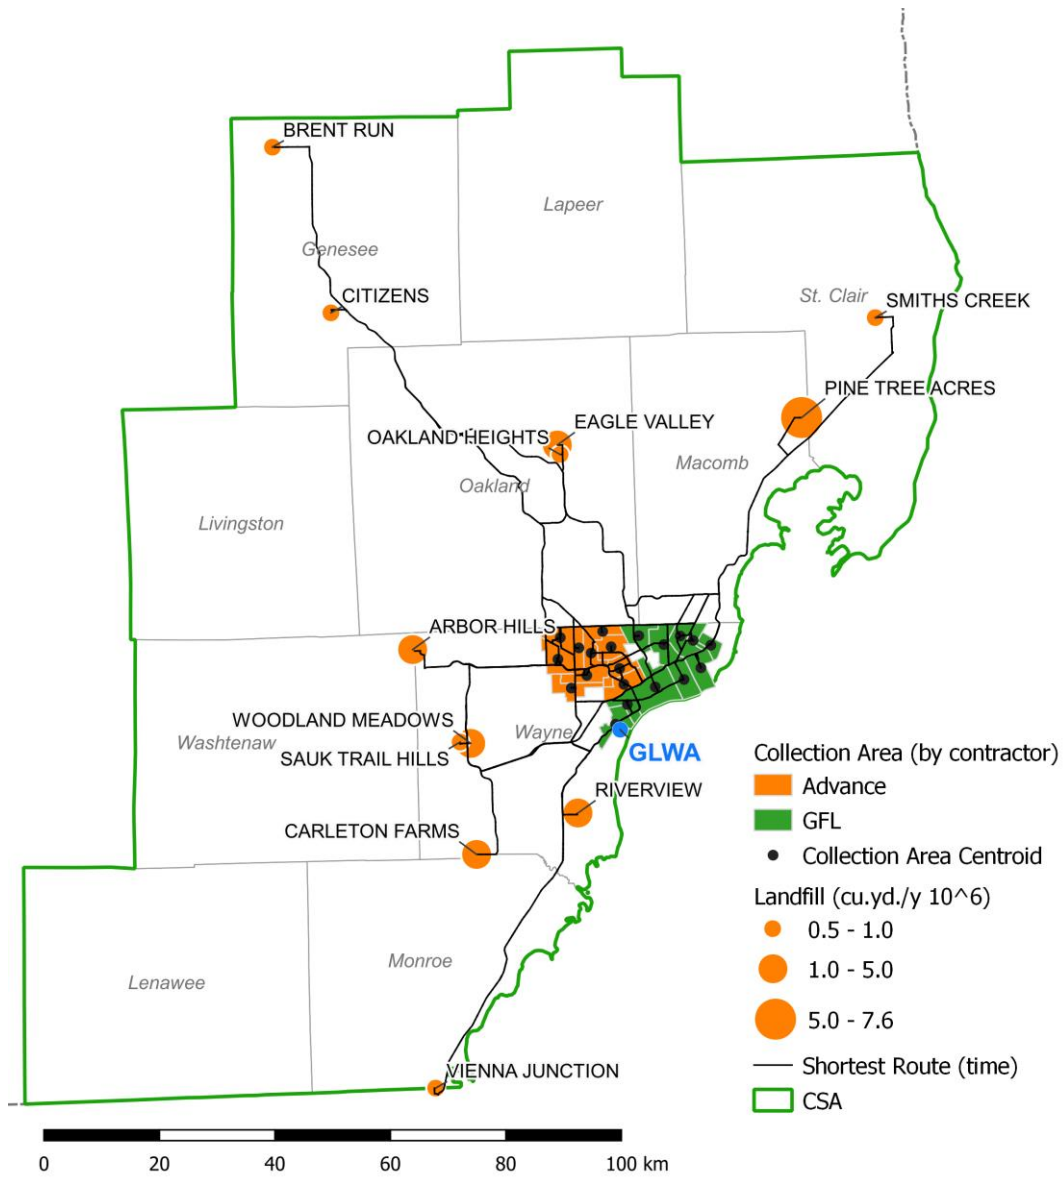 BRENT RUN
Lapeer
Genesee
CITIZENS
St. Clair
SMITHS CREEK
PINE TREE ACRES
EAGLE VALLEY
OAKLAND HEIGHTS
Macomb
Oakland
Livingston
ARBOR HILLS
WOODLAND MEADOWS
Wayne
Washtenaw
SAUK TRAIL HILLS
GLWA
RIVERVIEW
CARLETON FARMS
Monroe
Lenawee
VIENNA JUNCTION
Collection Area (by contractor)
Advance
GFL
Collection Area Centroid
Landfill (cu.yd./y 10^6)
0.5 - 1.0
1.0 - 5.0
5.0 - 7.6
Shortest Route (time)
CSA
0 20 40 60 80 100 km